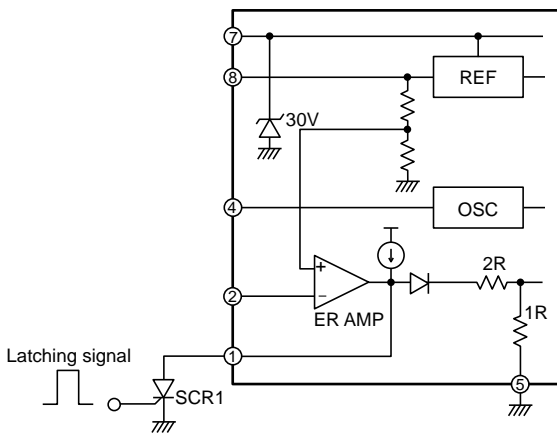 7
8
REF
30V
4
OSC
+
2R
2
−
ER AMP
1R
Latching signal
1
SCR1
5